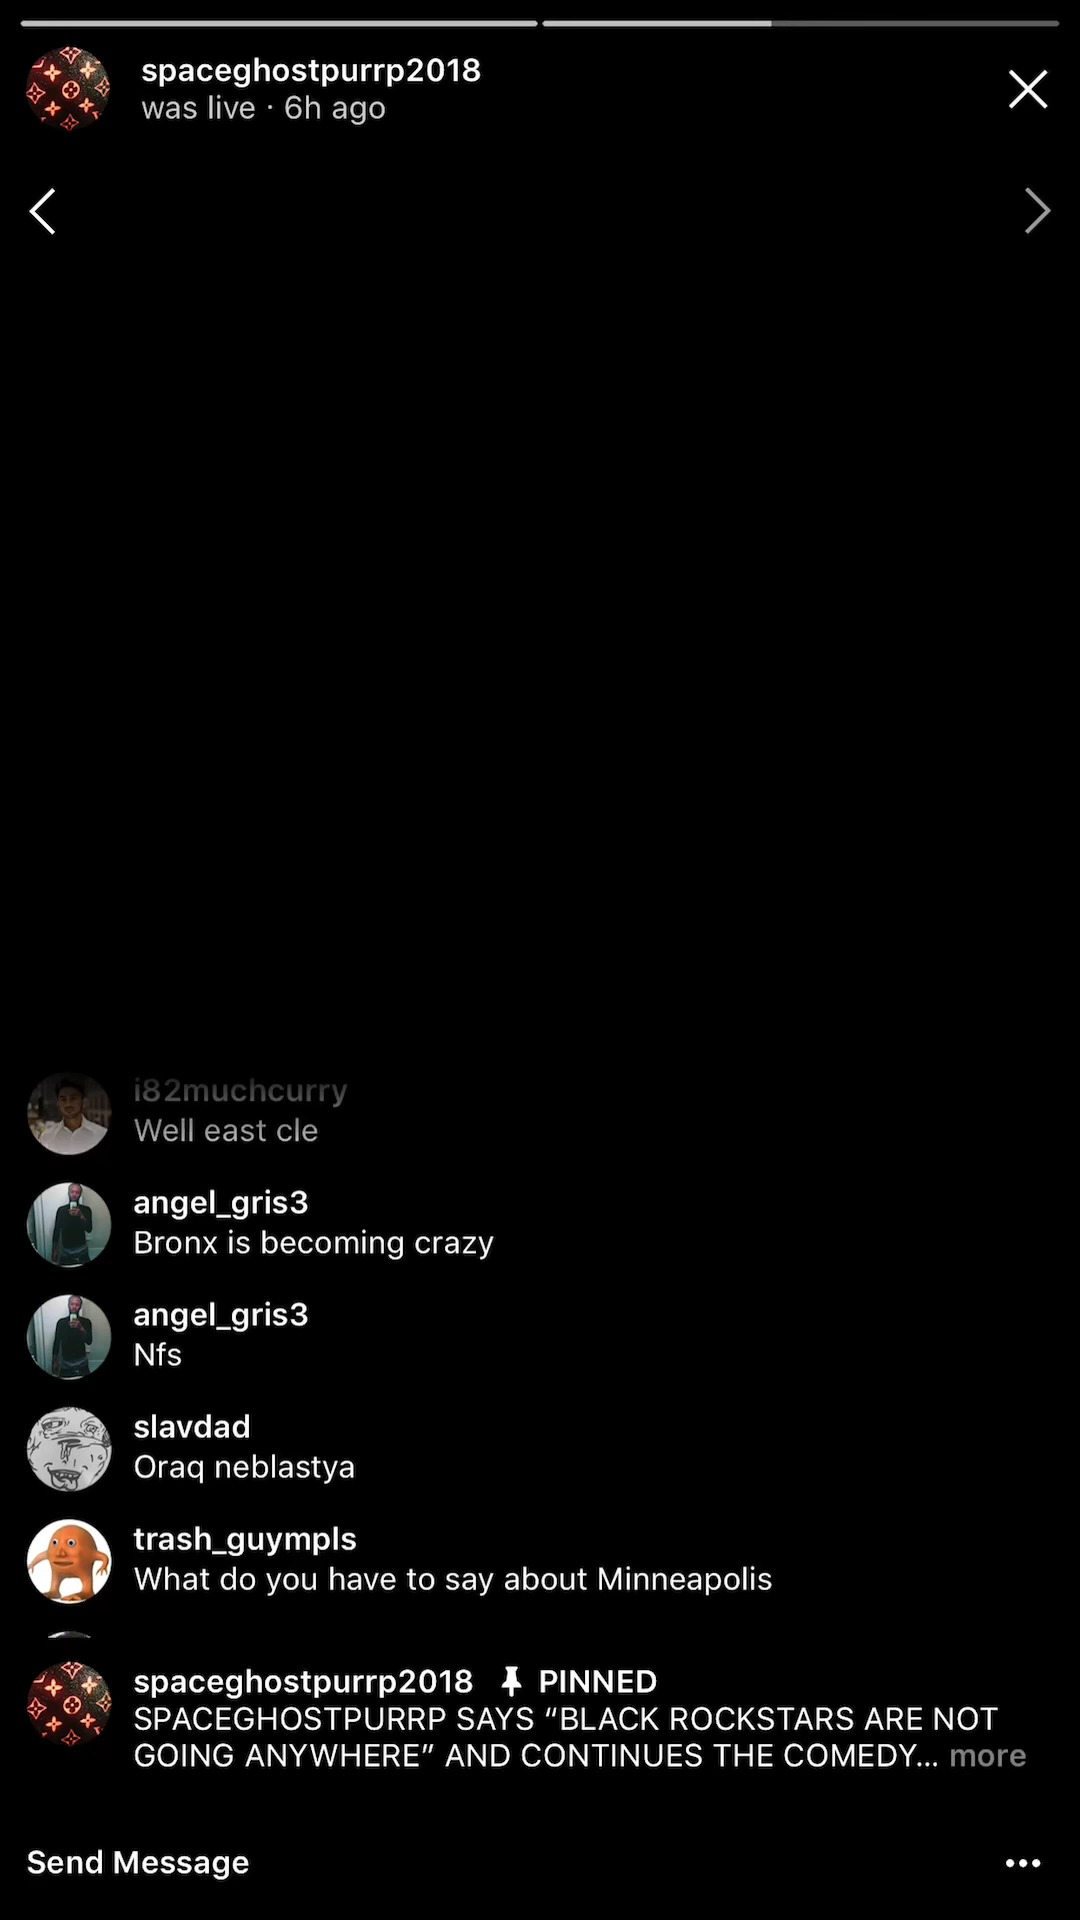 spaceghostpurrp2018
was live · 6h ago
i82muchcurry
Well east cle
angel_gris3
Bronx is becoming crazy
angel_gris3
Nfs
slavdad
Oraq neblastya
trash_guympls
What do you have to say about Minneapolis
spaceghostpurrp2018 PINNED
SPACEGHOSTPURRP SAYS “BLACK ROCKSTARS ARE NOT
GOING ANYWHERE” AND CONTINUES THE COMEDY... more
Send Message